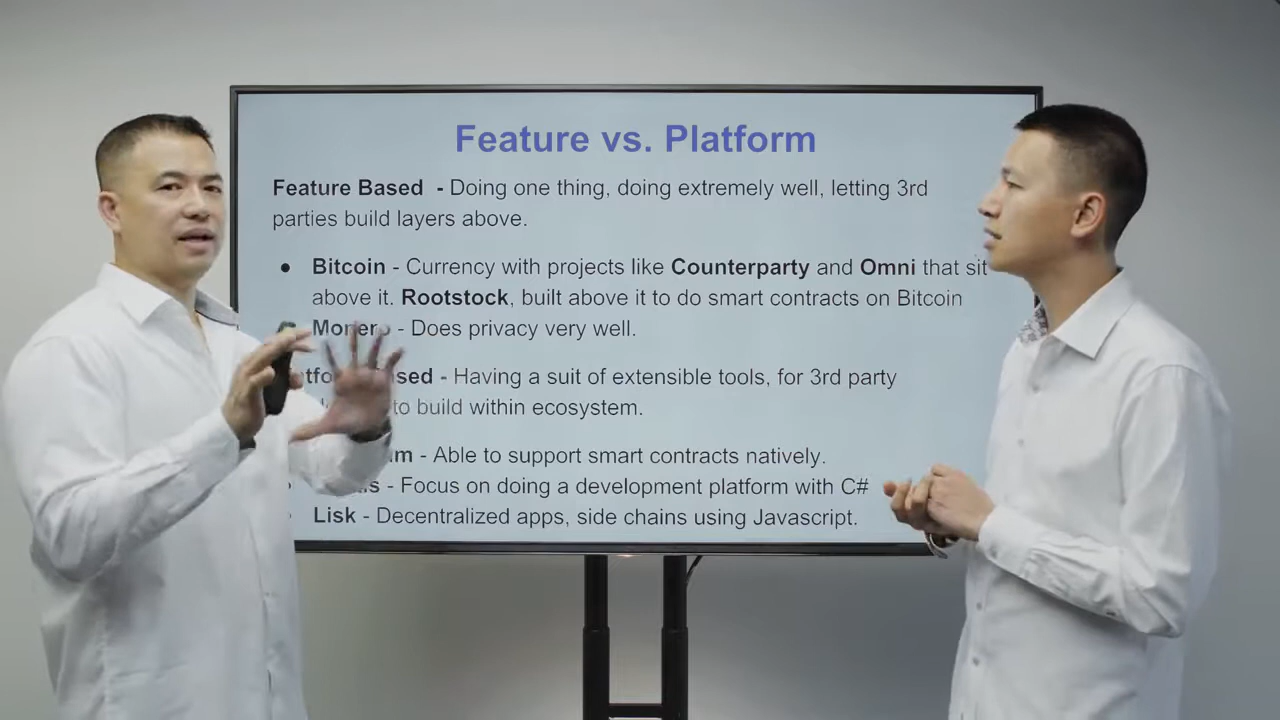 Feature vs. Platform
Feature Based - Doing one thing, doing extremely well, letting 3rd
parties build layers above.
● Bitcoin - Currency with projects like Counterparty and Omni that sit
above it. Rootstock, built above it to do smart contracts on Bitcoin
Monero - Does privacy very well.
- Having a suit of extensible tools, for 3rd party
to build within ecosystem.
- Able to support smart contracts natively.
- Focus on doing a development platform with C#
Lisk - Decentralized apps, side chains using Javascript.